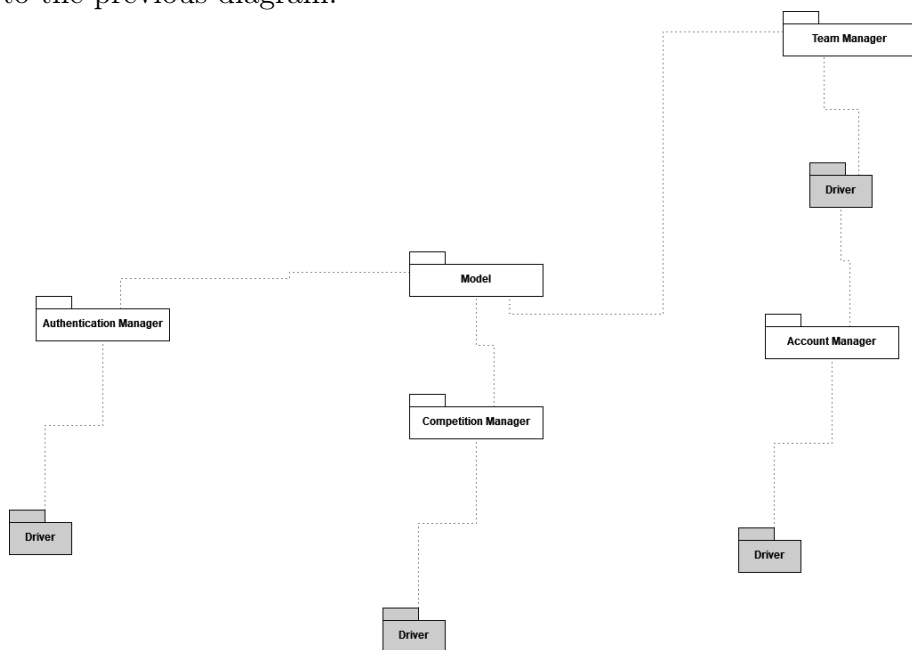 to the previous diagram.
Team Manager
Driver
Model
Authentication Manager
Account Manager
Competition Manager
Driver
Driver
Driver